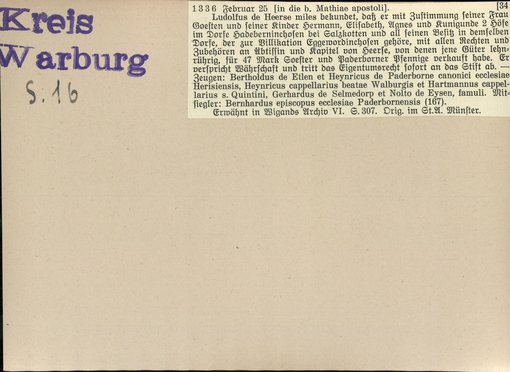 Kreis
Warburg
S. 16
1336 Februar 25 [in die b. Mathiae apostoli]. [34
Ludolfus de Heerse miles bekundet, daß er mit Zustimmung seiner Frau
Goesten und seiner Kinder Hermann, Elisabeth, Agnes und Kunigunde 2 Höfe
im Dorfe Hadeberninchosen bei Salzkotten und all seinen Besitz in demselben
Dorfe, der zur Villikation Eggewordinchosen gehöre, mit allen Rechten und
Zubehören an Äbtissin und Kapitel von Heerse, von denen jene Güter lehn-
rührig, für 47 Mark Soester und Paderborner Pfennige verkauft habe. Er
verspricht Währschaft und tritt das Eigentumsrecht sofort an das Stift ab. —
Zeugen: Bertholdus de Etlen et Heynricus de Paderborne canonici ecclesiae
Herisiensis, Heynricus cappellarius beatae Walburgis et Hartmannus cappel-
larius s. Quintini, Gerhardus de Selmedorp et Nolto de Eysen, famuli. Mit-
siegler: Bernhardus episcopus ecclesiae Paderbornensis (167).
Erwähnt in Wigands Archiv VI. S. 307. Orig. im St.A. Münster.